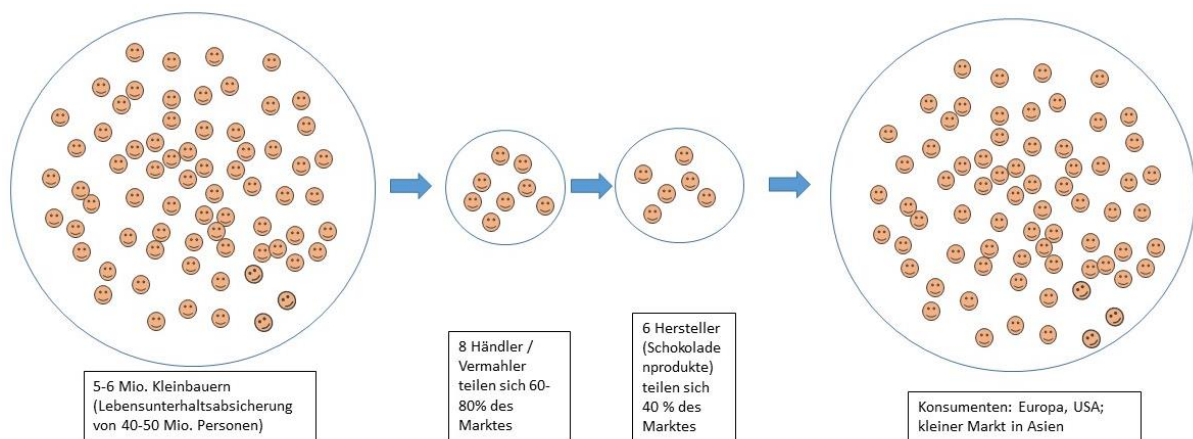 5-6 Mio. Kleinbauern
(Lebensunterhaltsabsicherung
von 40-50 Mio. Personen)
8 Händler /
Vermahler
teilen sich 60-
80% des
Marktes
6 Hersteller
(Schokolade
nprodukte)
teilen sich
40 % des
Marktes
Konsumenten: Europa, USA;
kleiner Markt in Asien